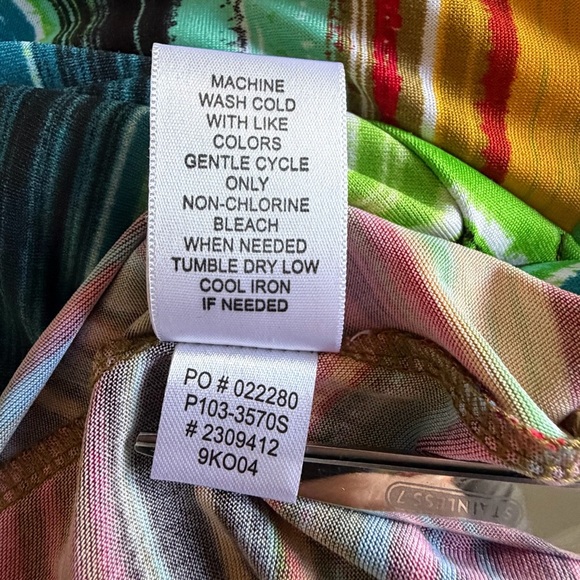 MACHINE
WASH COLD
WITH LIKE
COLORS
GENTLE CYCLE
ONLY
NON-CHLORINE
BLEACH
WHEN NEEDED
TUMBLE DRY LOW
COOL IRON
IF NEEDED
PO # 022280
P103-3570S
# 2309412
9KO04
STAINLESS 7